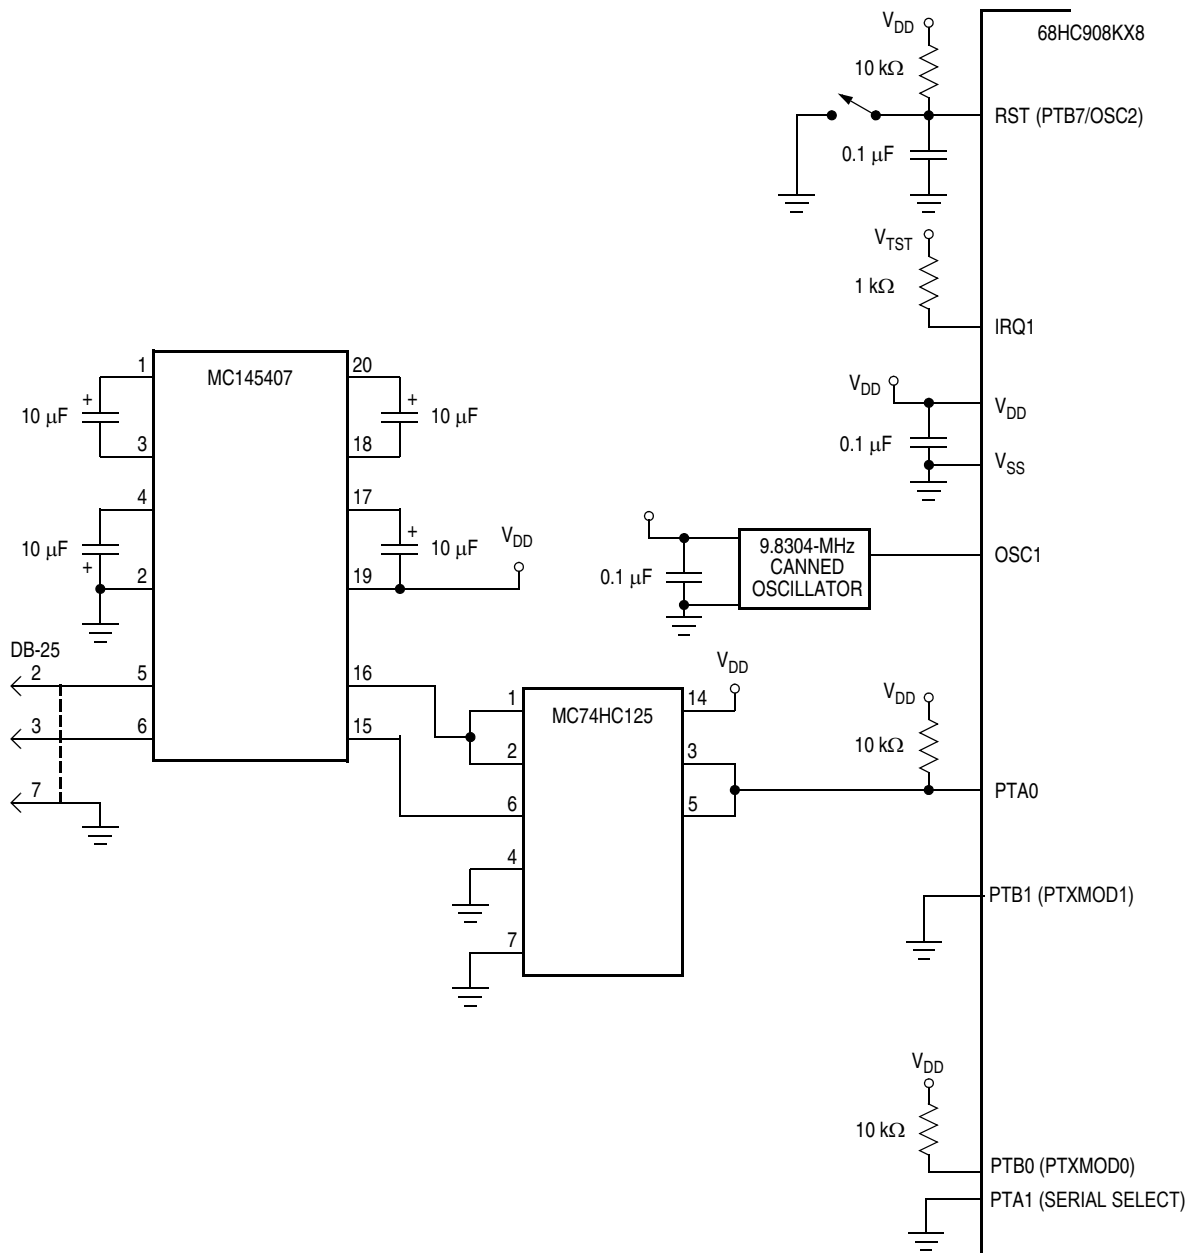 V_DD
68HC908KX8
10 kΩ
RST (PTB7/OSC2)
0.1 µF
V_TST
1 kΩ
IRQ1
1
MC145407
20
V_DD
10 µF
+
+
10 µF
V_DD
3
18
0.1 µF
V_SS
4
17
10 µF
+
+
10 µF
V_DD
9.8304-MHz
CANNED
OSCILLATOR
OSC1
0.1 µF
2
19
DB-25
2
5
16
V_DD
1
MC74HC125
14
V_DD
3
6
15
2
3
10 kΩ
7
6
5
PTA0
4
PTB1 (PTXMOD1)
7
V_DD
10 kΩ
PTB0 (PTXMOD0)
PTA1 (SERIAL SELECT)